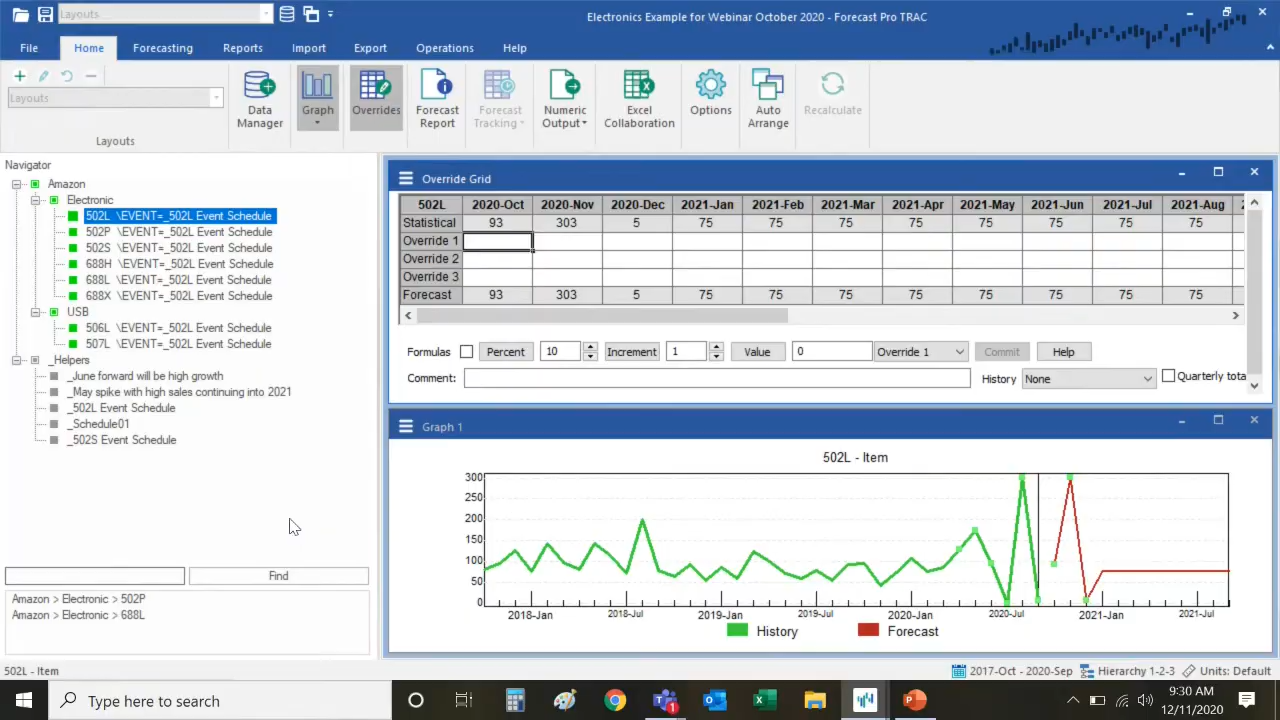 Layouts.
Electronics Example for Webinar October 2020 - Forecast Pro TRAC
File Home Forecasting Reports Import Export Operations Help
Layouts
Data Manager
Graph
Overrides
Forecast Report
Forecast Tracking
Numeric Output
Excel Collaboration
Options
Auto Arrange
Recalculate
Layouts
Navigator
Amazon
Electronic
502L \EVENT=_502L Event Schedule
502P \EVENT=_502L Event Schedule
502S \EVENT=_502L Event Schedule
688H \EVENT=_502L Event Schedule
688L \EVENT=_502L Event Schedule
688X \EVENT=_502L Event Schedule
USB
506L \EVENT=_502L Event Schedule
507L \EVENT=_502L Event Schedule
_Helpers
_June forward will be high growth
_May spike with high sales continuing into 2021
_502L Event Schedule
_Schedule01
_502S Event Schedule
Find
Amazon > Electronic > 502P
Amazon > Electronic > 688L
Override Grid
502L 2020-Oct 2020-Nov 2020-Dec 2021-Jan 2021-Feb 2021-Mar 2021-Apr 2021-May 2021-Jun 2021-Jul 2021-Aug
Statistical 93 303 5 75 75 75 75 75 75 75 75
Override 1
Override 2
Override 3
Forecast 93 303 5 75 75 75 75 75 75 75 75
Formulas Percent 10 Increment 1 Value 0 Override 1 Commit Help
Comment: History None Quarterly tota
Graph 1
502L - Item
300
250
200
150
100
50
0
2018-Jan 2018-Jul 2019-Jan 2019-Jul 2020-Jan 2020-Jul 2021-Jan 2021-Jul
History Forecast
502L - Item
2017-Oct - 2020-Sep Hierarchy 1-2-3 Units: Default
Type here to search
1
9:30 AM
12/11/2020